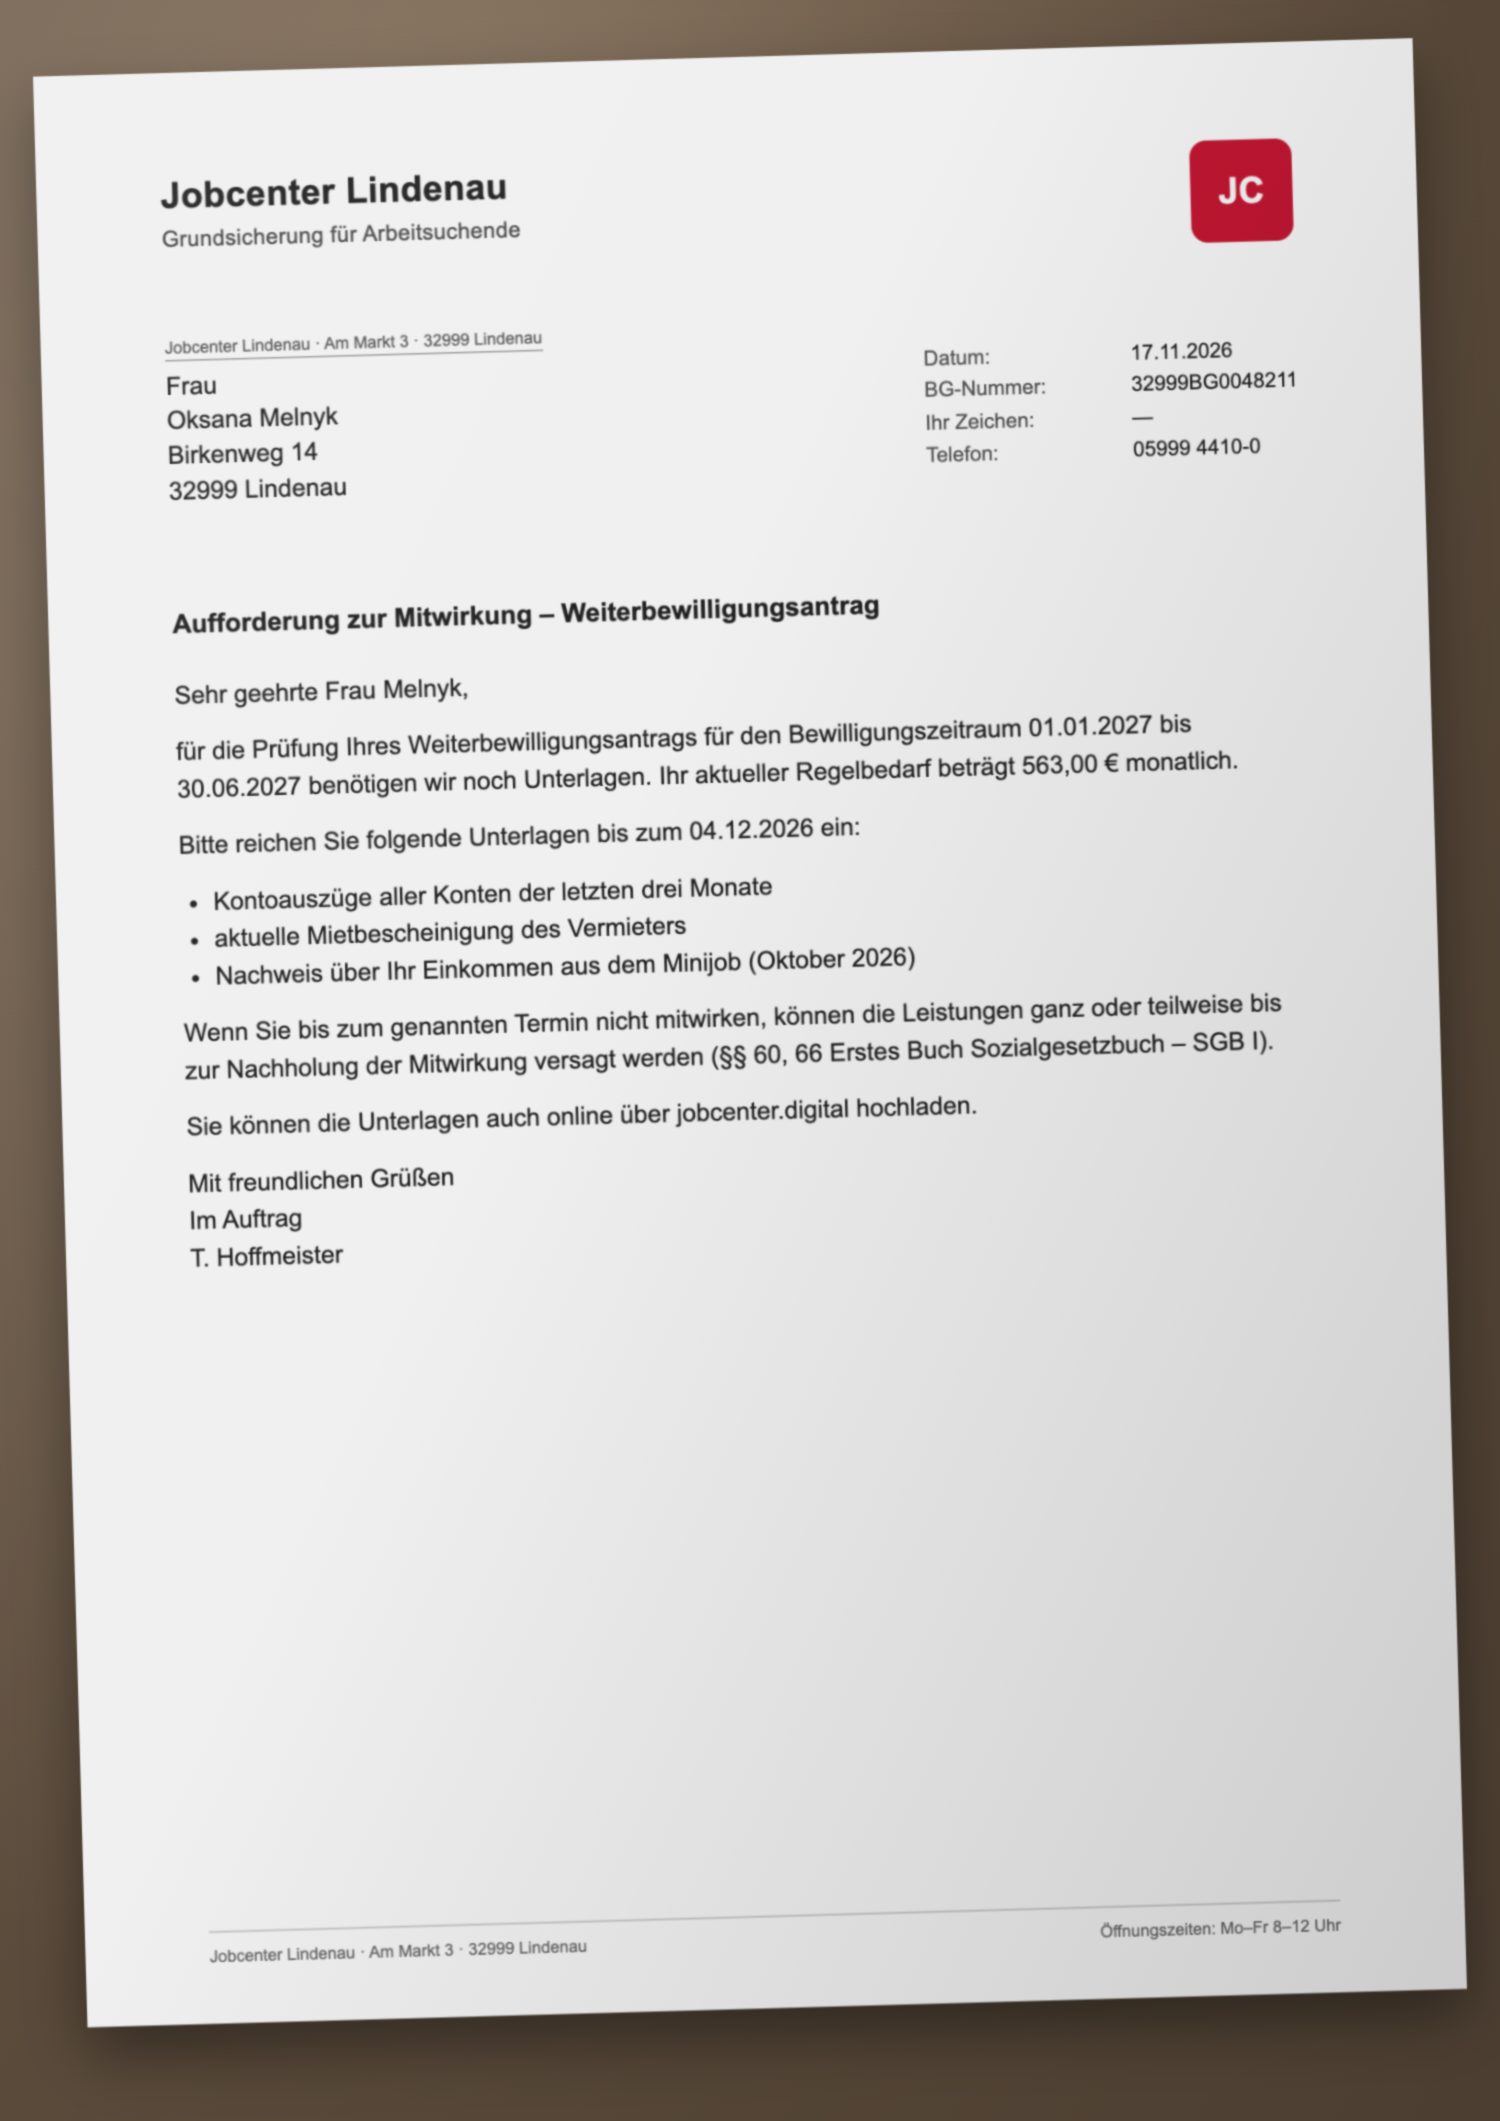 Jobcenter Lindenau
Grundsicherung für Arbeitsuchende
JC
Jobcenter Lindenau · Am Markt 3 · 32999 Lindenau
Frau
Oksana Melnyk
Birkenweg 14
32999 Lindenau
Datum: 17.11.2026
BG-Nummer: 32999BG0048211
Ihr Zeichen: —
Telefon: 05999 4410-0
Aufforderung zur Mitwirkung – Weiterbewilligungsantrag
Sehr geehrte Frau Melnyk,
für die Prüfung Ihres Weiterbewilligungsantrags für den Bewilligungszeitraum 01.01.2027 bis
30.06.2027 benötigen wir noch Unterlagen. Ihr aktueller Regelbedarf beträgt 563,00 € monatlich.
Bitte reichen Sie folgende Unterlagen bis zum 04.12.2026 ein:
• Kontoauszüge aller Konten der letzten drei Monate
• aktuelle Mietbescheinigung des Vermieters
• Nachweis über Ihr Einkommen aus dem Minijob (Oktober 2026)
Wenn Sie bis zum genannten Termin nicht mitwirken, können die Leistungen ganz oder teilweise bis
zur Nachholung der Mitwirkung versagt werden (§§ 60, 66 Erstes Buch Sozialgesetzbuch – SGB I).
Sie können die Unterlagen auch online über jobcenter.digital hochladen.
Mit freundlichen Grüßen
Im Auftrag
T. Hoffmeister
Jobcenter Lindenau · Am Markt 3 · 32999 Lindenau
Öffnungszeiten: Mo–Fr 8–12 Uhr